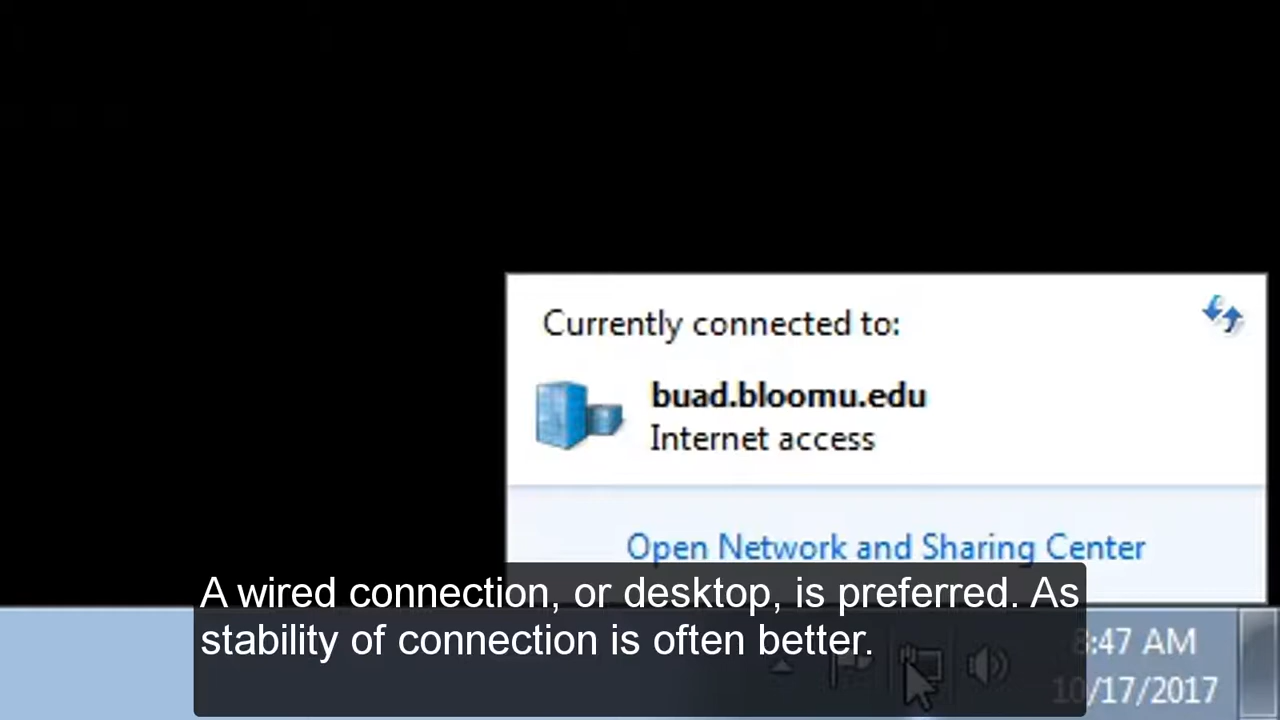 Currently connected to:
buad.bloomu.edu
Internet access
Open Network and Sharing Center
A wired connection, or desktop, is preferred. As
stability of connection is often better.
8:47 AM
10/17/2017